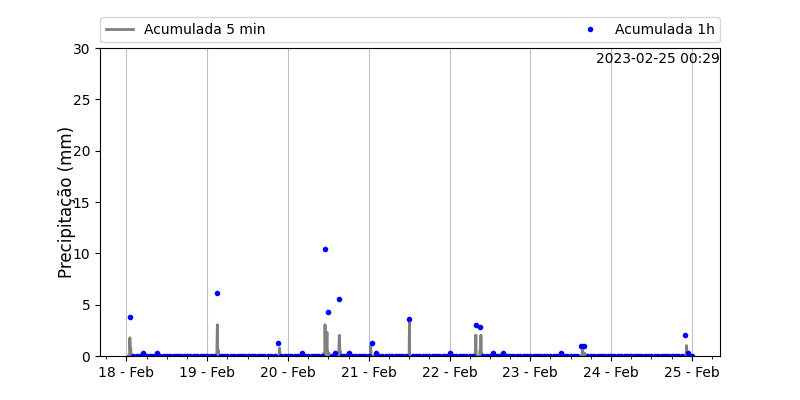 Acumulada 5 min
Acumulada 1h
2023-02-25 00:29
Precipitação (mm)
30
25
20
15
10
5
0
18 - Feb
19 - Feb
20 - Feb
21 - Feb
22 - Feb
23 - Feb
24 - Feb
25 - Feb